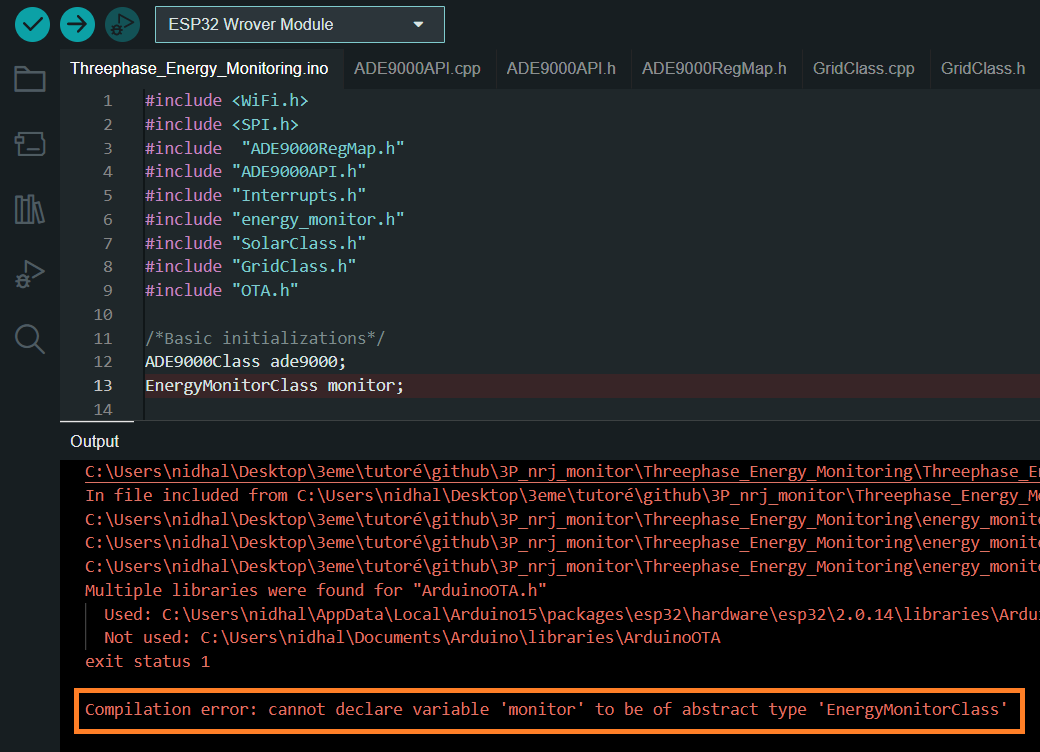 ESP32 Wrover Module
Threephase_Energy_Monitoring.ino ADE9000API.cpp ADE9000API.h ADE9000RegMap.h GridClass.cpp GridClass.h
1 #include <WiFi.h>
2 #include <SPI.h>
3 #include  "ADE9000RegMap.h"
4 #include "ADE9000API.h"
5 #include "Interrupts.h"
6 #include "energy_monitor.h"
7 #include "SolarClass.h"
8 #include "GridClass.h"
9 #include "OTA.h"
10
11 /*Basic initializations*/
12 ADE9000Class ade9000;
13 EnergyMonitorClass monitor;
14
Output
C:\Users\nidhal\Desktop\3eme\tutoré\github\3P_nrj_monitor\Threephase_Energy_Monitoring\Threephase_E
In file included from C:\Users\nidhal\Desktop\3eme\tutoré\github\3P_nrj_monitor\Threephase_Energy_M
C:\Users\nidhal\Desktop\3eme\tutoré\github\3P_nrj_monitor\Threephase_Energy_Monitoring\energy_monit
C:\Users\nidhal\Desktop\3eme\tutoré\github\3P_nrj_monitor\Threephase_Energy_Monitoring\energy_monit
C:\Users\nidhal\Desktop\3eme\tutoré\github\3P_nrj_monitor\Threephase_Energy_Monitoring\energy_monit
Multiple libraries were found for "ArduinoOTA.h"
Used: C:\Users\nidhal\AppData\Local\Arduino15\packages\esp32\hardware\esp32\2.0.14\libraries\Ardu
Not used: C:\Users\nidhal\Documents\Arduino\libraries\ArduinoOTA
exit status 1
Compilation error: cannot declare variable 'monitor' to be of abstract type 'EnergyMonitorClass'